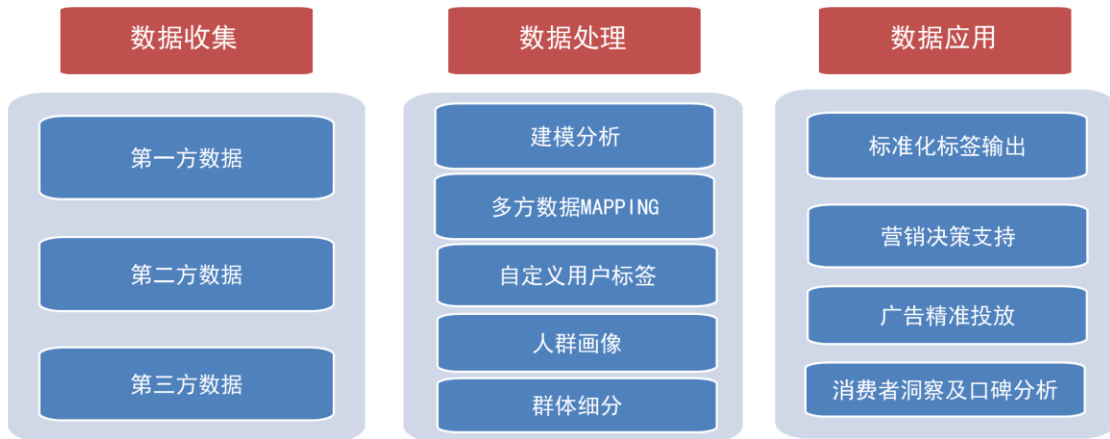 数据收集
第一方数据
第二方数据
第三方数据
数据处理
建模分析
多方数据MAPPING
自定义用户标签
人群画像
群体细分
数据应用
标准化标签输出
营销决策支持
广告精准投放
消费者洞察及口碑分析